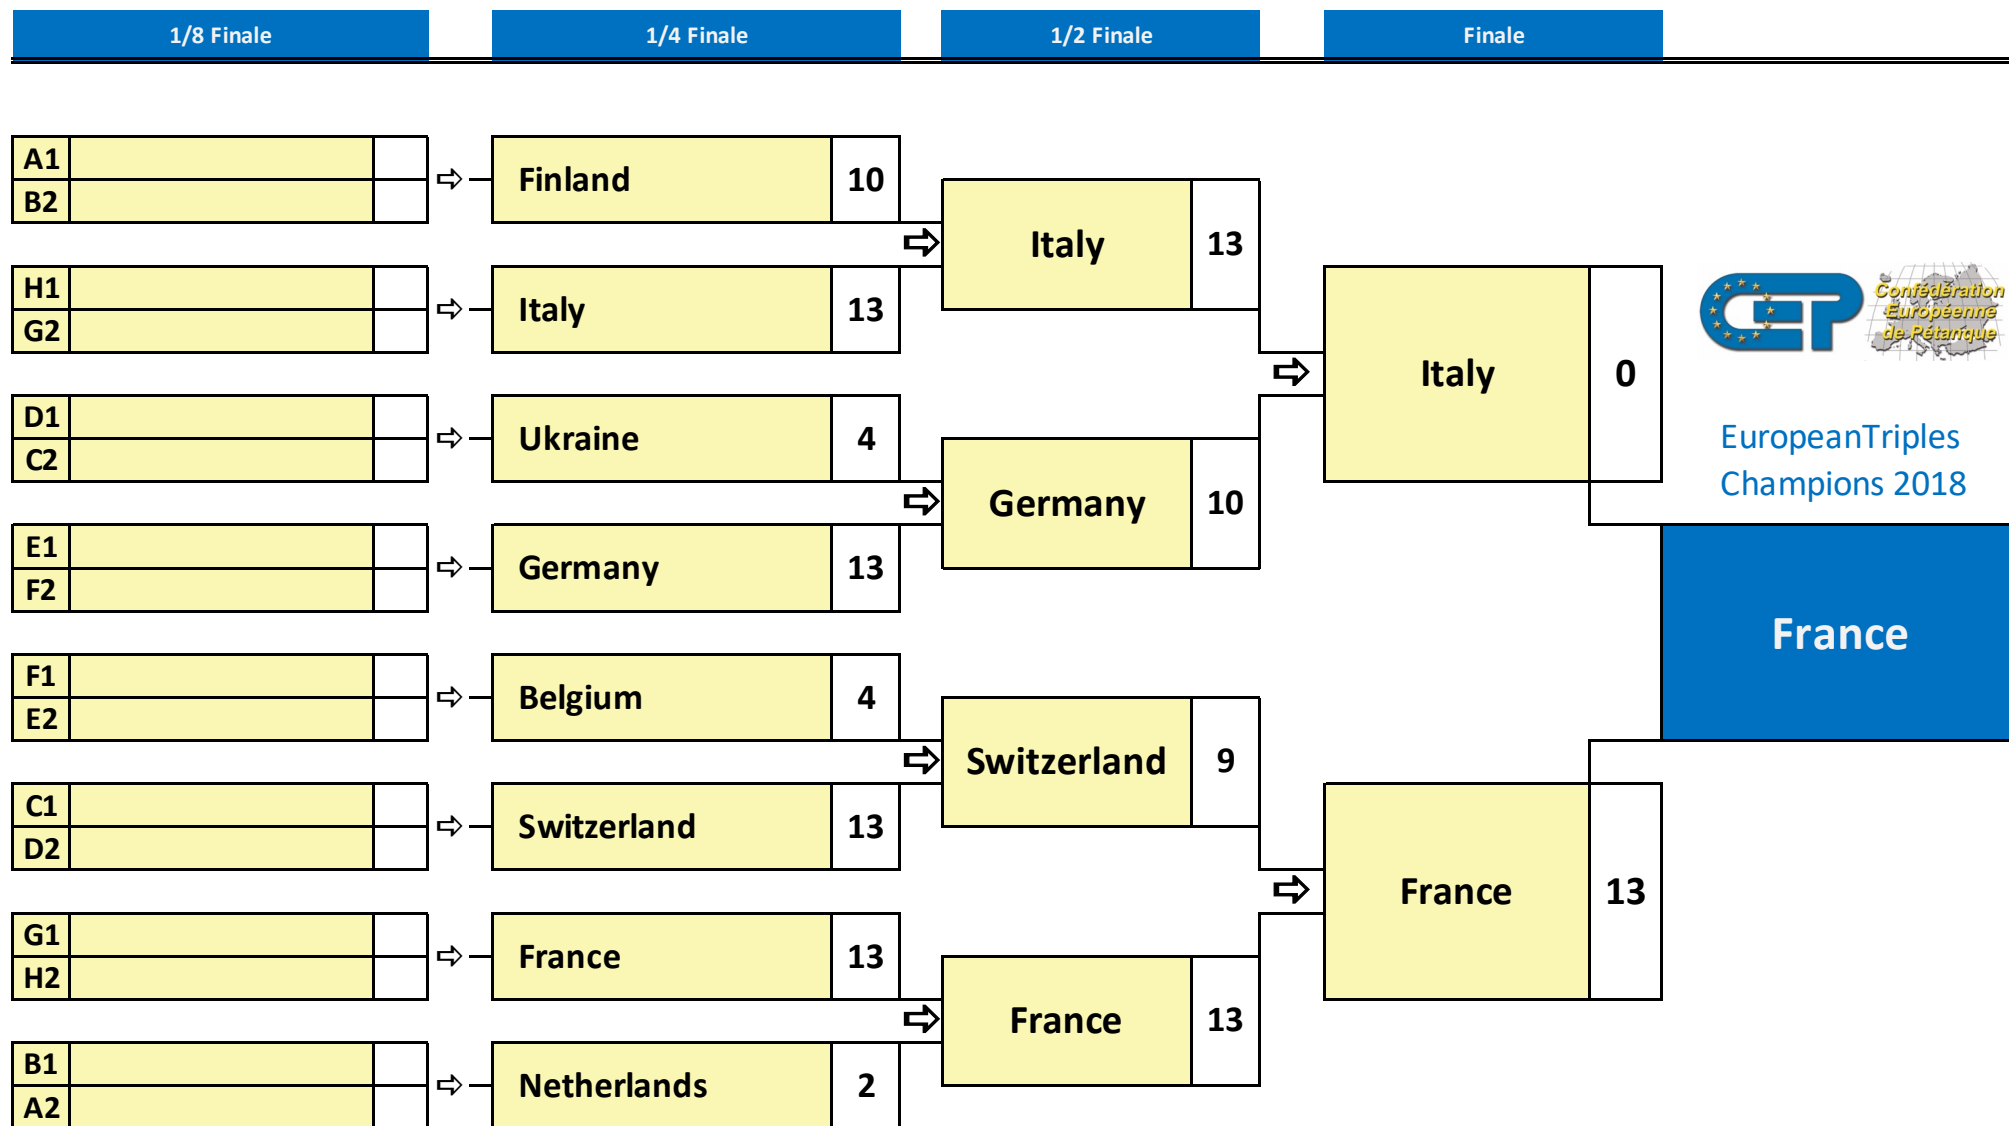 1/8 Finale 1/4 Finale 1/2 Finale Finale
A1
B2
Finland 10
H1
G2
Italy 13
Italy 13
D1
C2
Ukraine 4
E1
F2
Germany 13
Germany 10
Italy 0
F1
E2
Belgium 4
C1
D2
Switzerland 13
Switzerland 9
G1
H2
France 13
B1
A2
Netherlands 2
France 13
France 13
CEP
Confédération
Européenne
de Pétanque
EuropeanTriples
Champions 2018
France